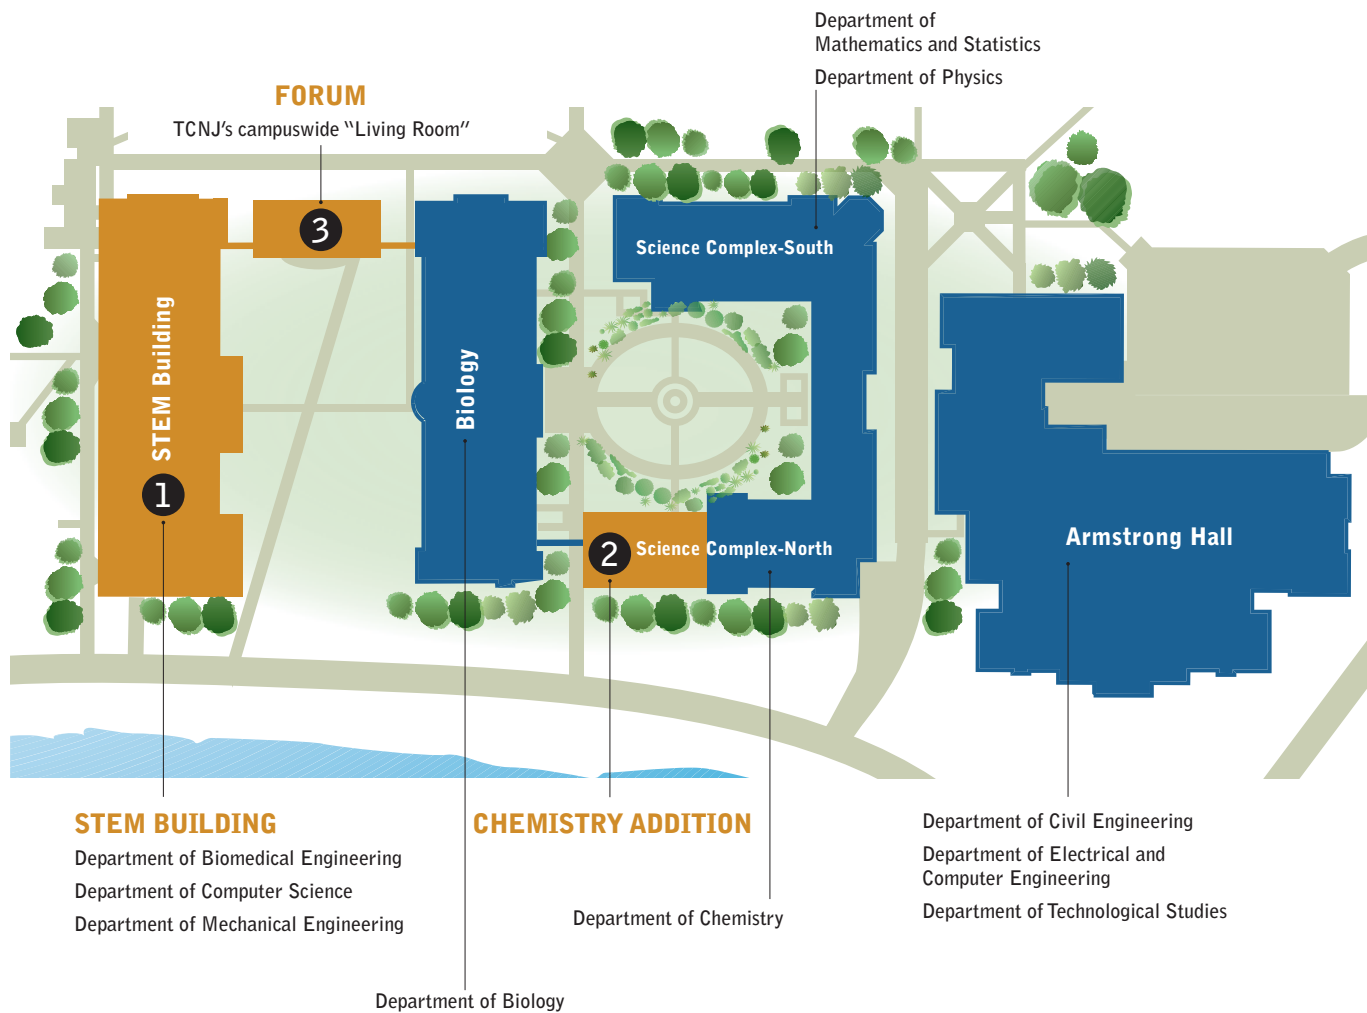 Department of
Mathematics and Statistics
Department of Physics
FORUM
TCNJ’s campuswide “Living Room”
3
Science Complex-South
STEM Building
Biology
1
2
Science Complex-North
Armstrong Hall
STEM BUILDING
Department of Biomedical Engineering
Department of Computer Science
Department of Mechanical Engineering
CHEMISTRY ADDITION
Department of Chemistry
Department of Civil Engineering
Department of Electrical and
Computer Engineering
Department of Technological Studies
Department of Biology